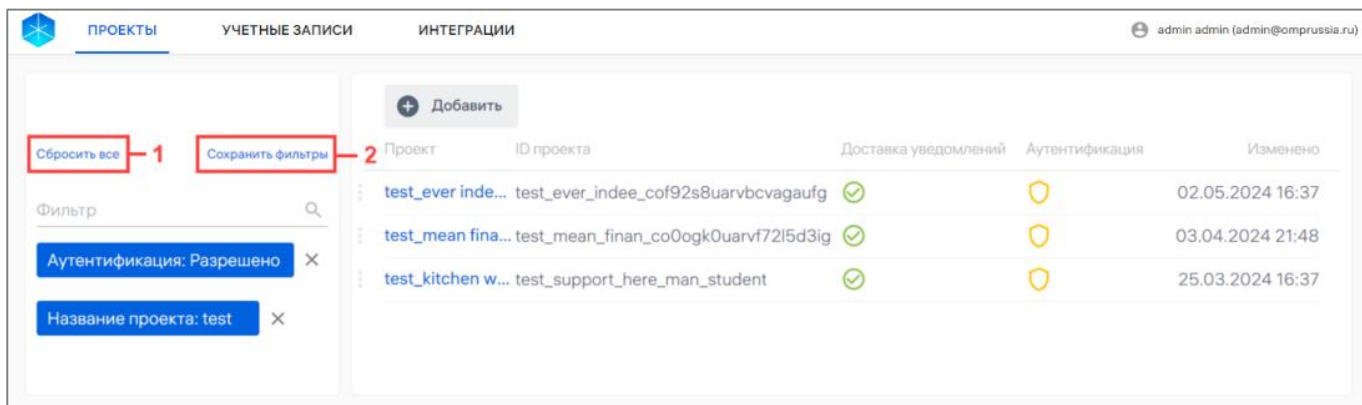 ПРОЕКТЫ УЧЕТНЫЕ ЗАПИСИ ИНТЕГРАЦИИ admin admin (admin@omprussia.ru)
Добавить
Сбросить все 1 Сохранить фильтры 2 Проект ID проекта Доставка уведомлений Аутентификация Изменено
test_ever inde... test_ever_indee_cof92s8uarvbcvagaufg 02.05.2024 16:37
Фильтр
test_mean fina... test_mean_finan_co0ogk0uarvf72l5d3ig 03.04.2024 21:48
Аутентификация: Разрешено
test_kitchen w... test_support_here_man_student 25.03.2024 16:37
Название проекта: test